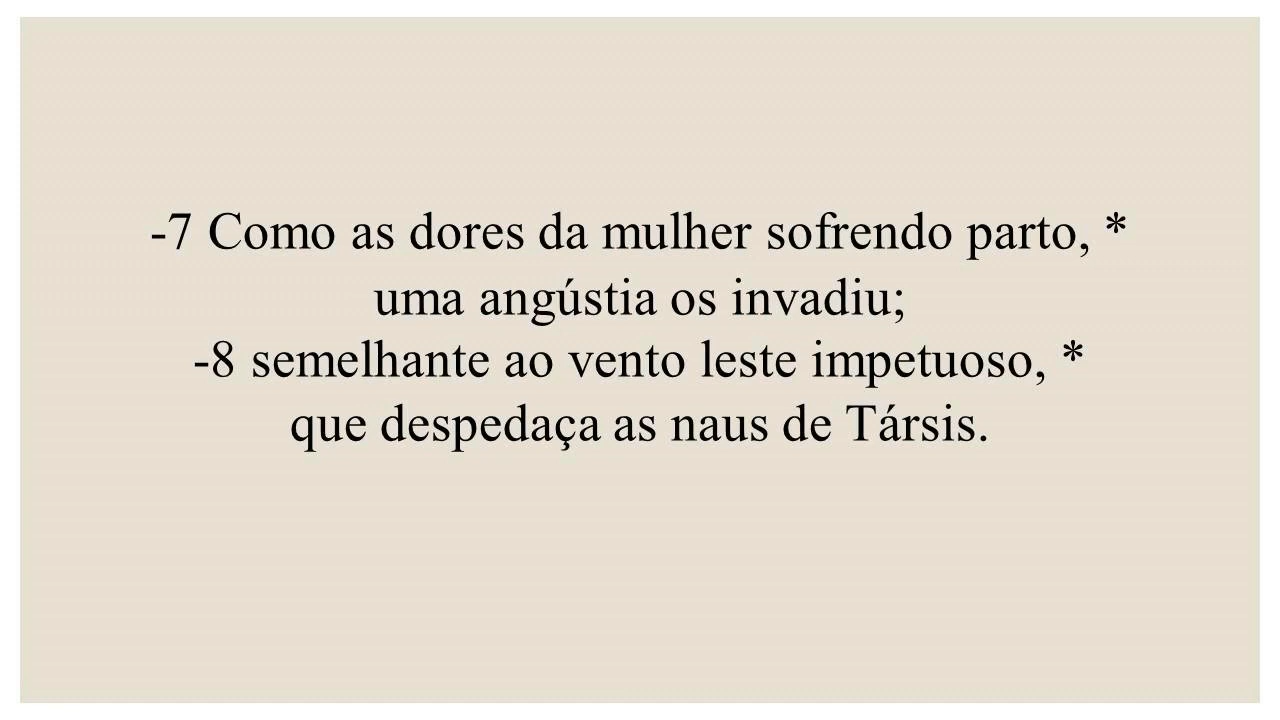 -7 Como as dores da mulher sofrendo parto, *
uma angústia os invadiu;
-8 semelhante ao vento leste impetuoso, *
que despedaça as naus de Társis.